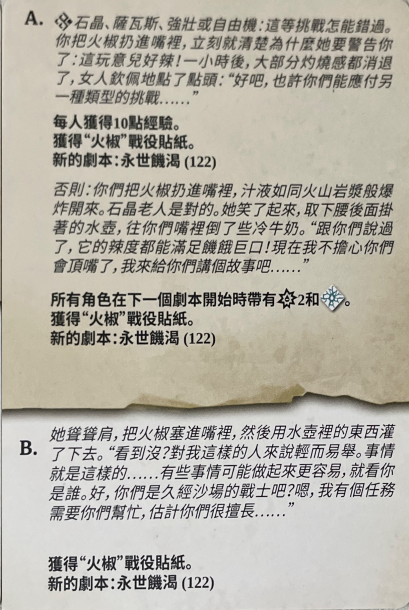 A. 石晶、薩瓦斯、強壯或自由機：這等挑戰怎能錯過。
你把火椒扔進嘴裡，立刻就清楚為什麼她要警告你
了：這玩意兒好辣！一小時後，大部分灼燒感都消退
了，女人欽佩地點了點頭：“好吧，也許你們能應付另
一種類型的挑戰……”
每人獲得10點經驗。
獲得“火椒”戰役貼紙。
新的劇本：永世饑渴 (122)
否則：你們把火椒扔進嘴裡，汁液如同火山岩漿般爆
炸開來。石晶老人是對的。她笑了起來，取下腰後面掛
著的水壺，往你們嘴裡倒了些冷牛奶。“跟你們說過
了，它的辣度都能滿足饑餓巨口！現在我不擔心你們
會頂嘴了，我來給你們講個故事吧……”
所有角色在下一個劇本開始時帶有2和。
獲得“火椒”戰役貼紙。
新的劇本：永世饑渴 (122)
B. 她聳聳肩，把火椒塞進嘴裡，然後用水壺裡的東西灌
了下去。“看到沒？對我這樣的人來說輕而易舉。事情
就是這樣的……有些事情可能做起來更容易，就看你
是誰。好，你們是久經沙場的戰士吧？嗯，我有個任務
需要你們幫忙，估計你們很擅長……”
獲得“火椒”戰役貼紙。
新的劇本：永世饑渴 (122)